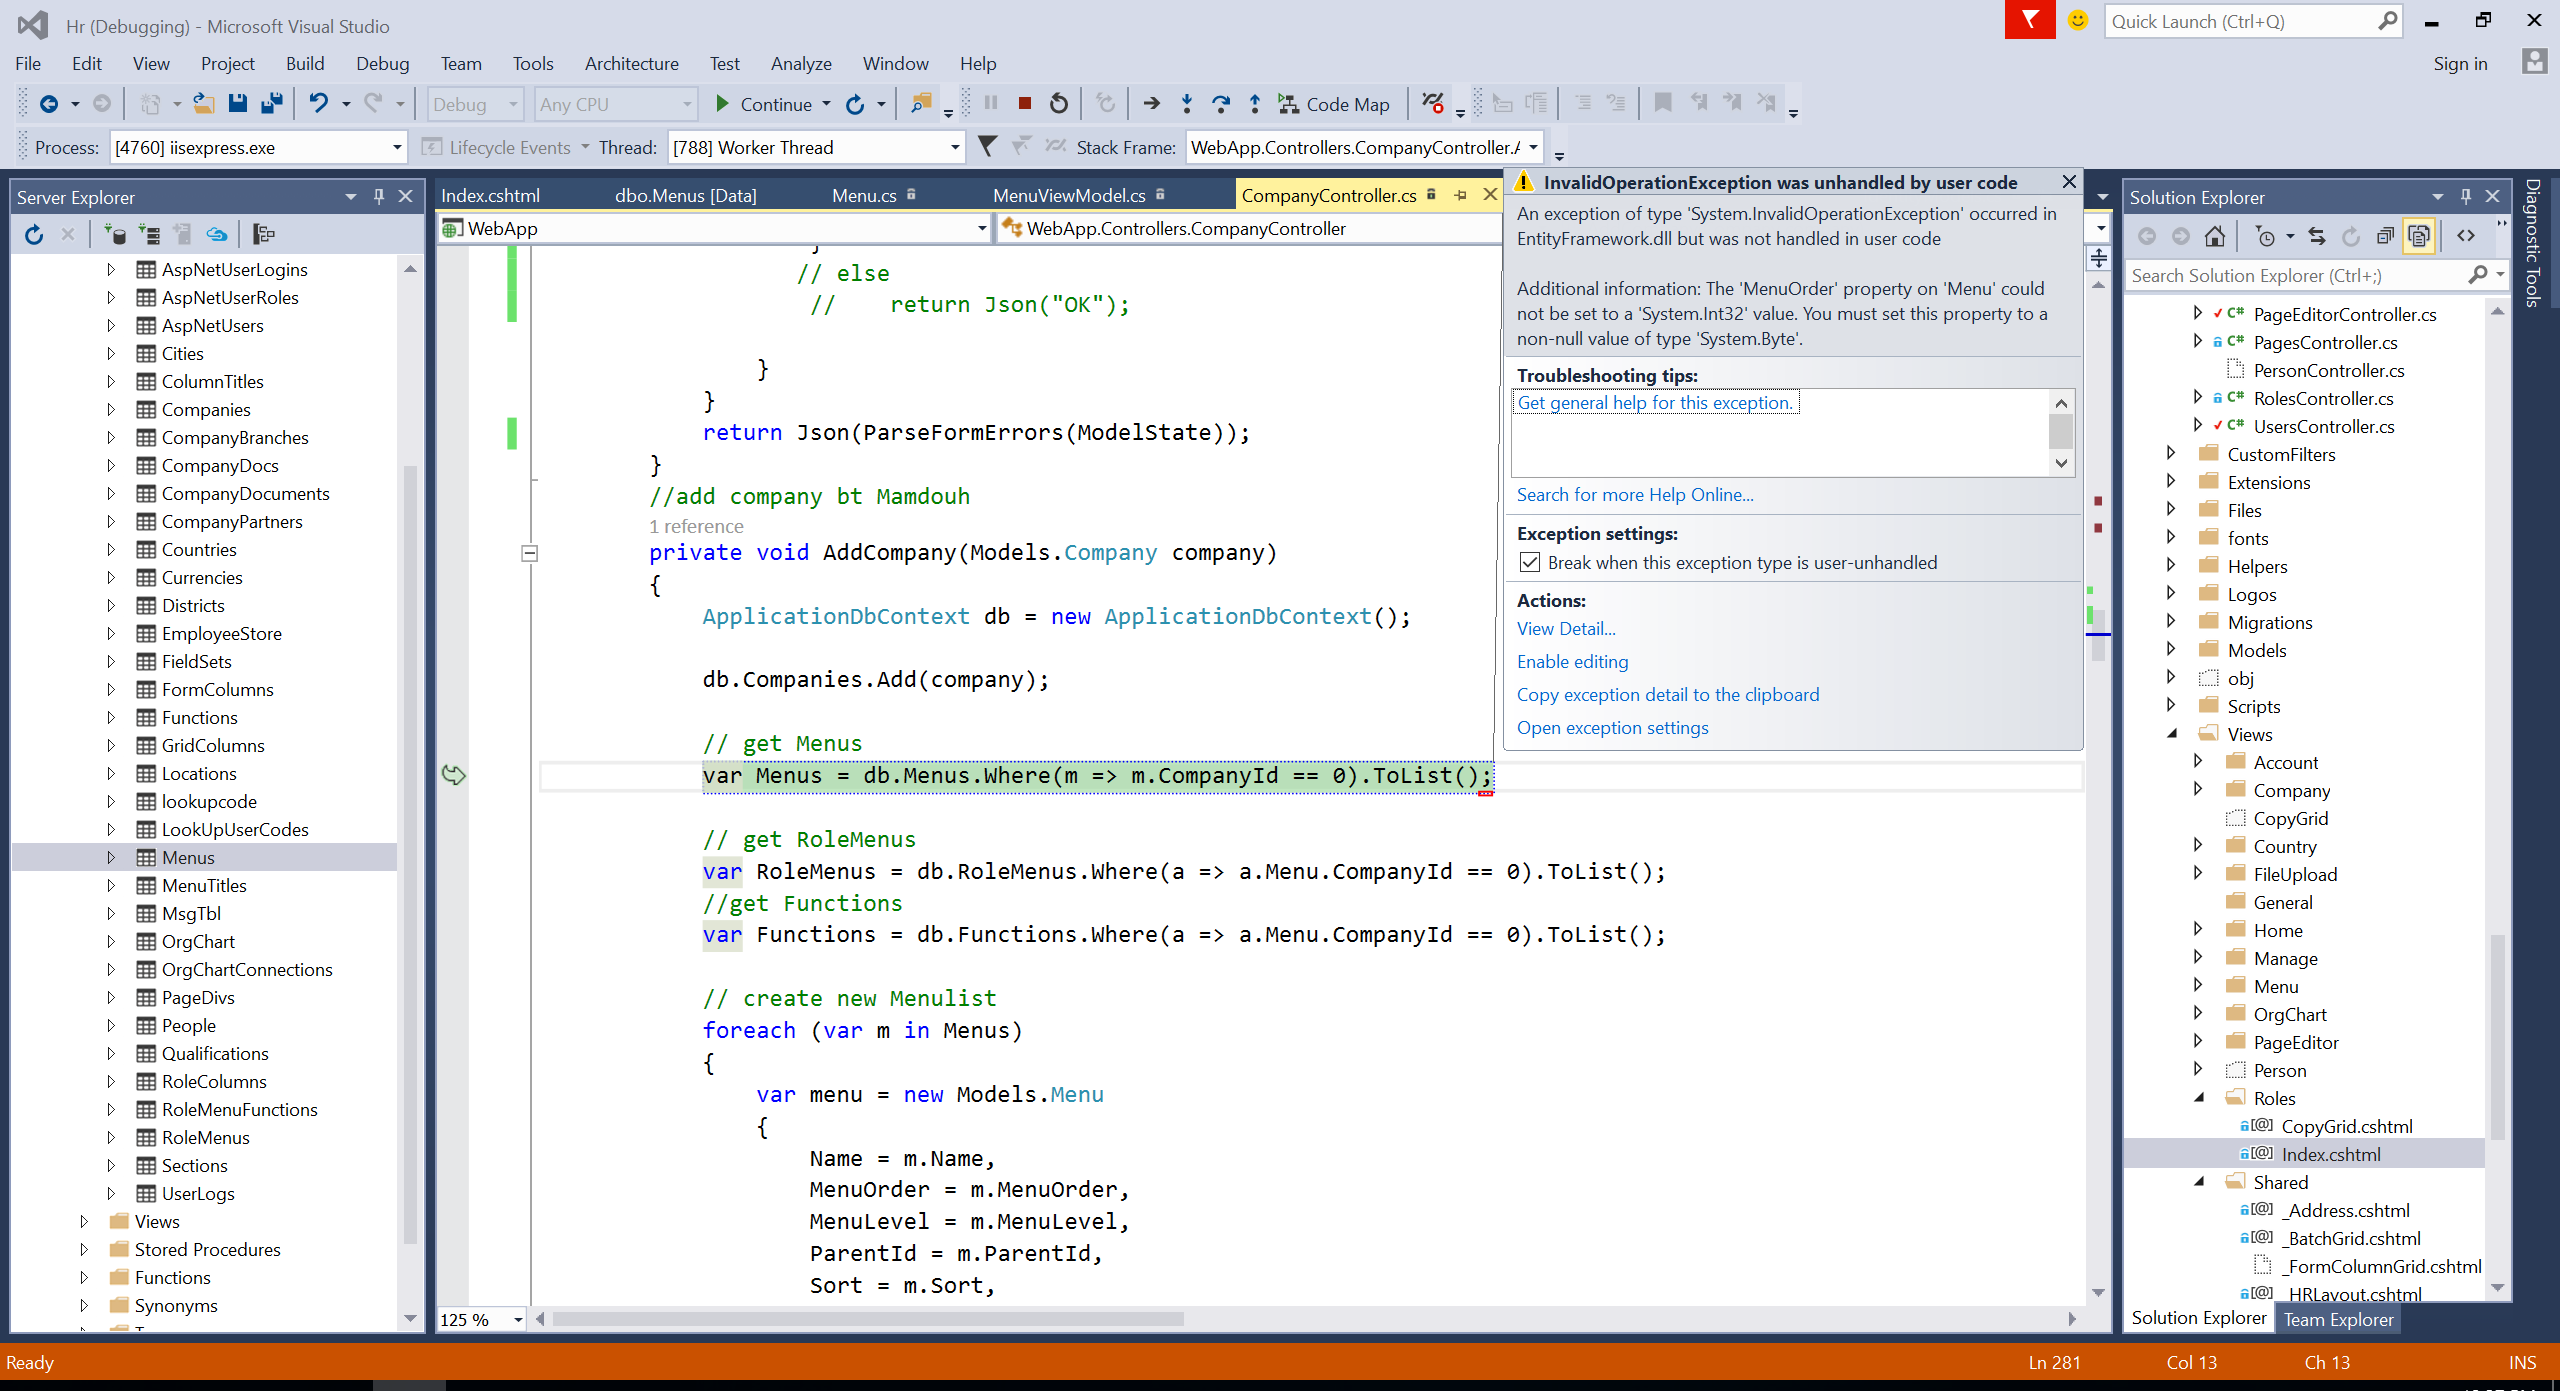 Hr (Debugging) - Microsoft Visual Studio
Quick Launch (Ctrl+Q)
File Edit View Project Build Debug Team Tools Architecture Test Analyze Window Help
Sign in
Debug Any CPU Continue Code Map
Process: [4760] iisexpress.exe Lifecycle Events Thread: [788] Worker Thread Stack Frame: WebApp.Controllers.CompanyController.A
Server Explorer
AspNetUserLogins
AspNetUserRoles
AspNetUsers
Cities
ColumnTitles
Companies
CompanyBranches
CompanyDocs
CompanyDocuments
CompanyPartners
Countries
Currencies
Districts
EmployeeStore
FieldSets
FormColumns
Functions
GridColumns
Locations
lookupcode
LookUpUserCodes
Menus
MenuTitles
MsgTbl
OrgChart
OrgChartConnections
PageDivs
People
Qualifications
RoleColumns
RoleMenuFunctions
RoleMenus
Sections
UserLogs
Views
Stored Procedures
Functions
Synonyms
Index.cshtml dbo.Menus [Data] Menu.cs MenuViewModel.cs CompanyController.cs
WebApp WebApp.Controllers.CompanyController
}
// else
// return Json("OK");
}
}
return Json(ParseFormErrors(ModelState));
}
//add company bt Mamdouh
1 reference
private void AddCompany(Models.Company company)
{
ApplicationDbContext db = new ApplicationDbContext();
db.Companies.Add(company);
// get Menus
var Menus = db.Menus.Where(m => m.CompanyId == 0).ToList();
// get RoleMenus
var RoleMenus = db.RoleMenus.Where(a => a.Menu.CompanyId == 0).ToList();
//get Functions
var Functions = db.Functions.Where(a => a.Menu.CompanyId == 0).ToList();
// create new Menulist
foreach (var m in Menus)
{
var menu = new Models.Menu
{
Name = m.Name,
MenuOrder = m.MenuOrder,
MenuLevel = m.MenuLevel,
ParentId = m.ParentId,
Sort = m.Sort,
125 %
InvalidOperationException was unhandled by user code
An exception of type 'System.InvalidOperationException' occurred in
EntityFramework.dll but was not handled in user code
Additional information: The 'MenuOrder' property on 'Menu' could
not be set to a 'System.Int32' value. You must set this property to a
non-null value of type 'System.Byte'.
Troubleshooting tips:
Get general help for this exception.
Search for more Help Online...
Exception settings:
Break when this exception type is user-unhandled
Actions:
View Detail...
Enable editing
Copy exception detail to the clipboard
Open exception settings
Solution Explorer
Search Solution Explorer (Ctrl+;)
C# PageEditorController.cs
C# PagesController.cs
PersonController.cs
C# RolesController.cs
C# UsersController.cs
CustomFilters
Extensions
Files
fonts
Helpers
Logos
Migrations
Models
obj
Scripts
Views
Account
Company
CopyGrid
Country
FileUpload
General
Home
Manage
Menu
OrgChart
PageEditor
Person
Roles
[@] CopyGrid.cshtml
[@] Index.cshtml
Shared
[@] _Address.cshtml
[@] _BatchGrid.cshtml
_FormColumnGrid.cshtml
[@] _HRLayout.cshtml
Solution Explorer Team Explorer
Diagnostic Tools
Ready Ln 281 Col 13 Ch 13 INS